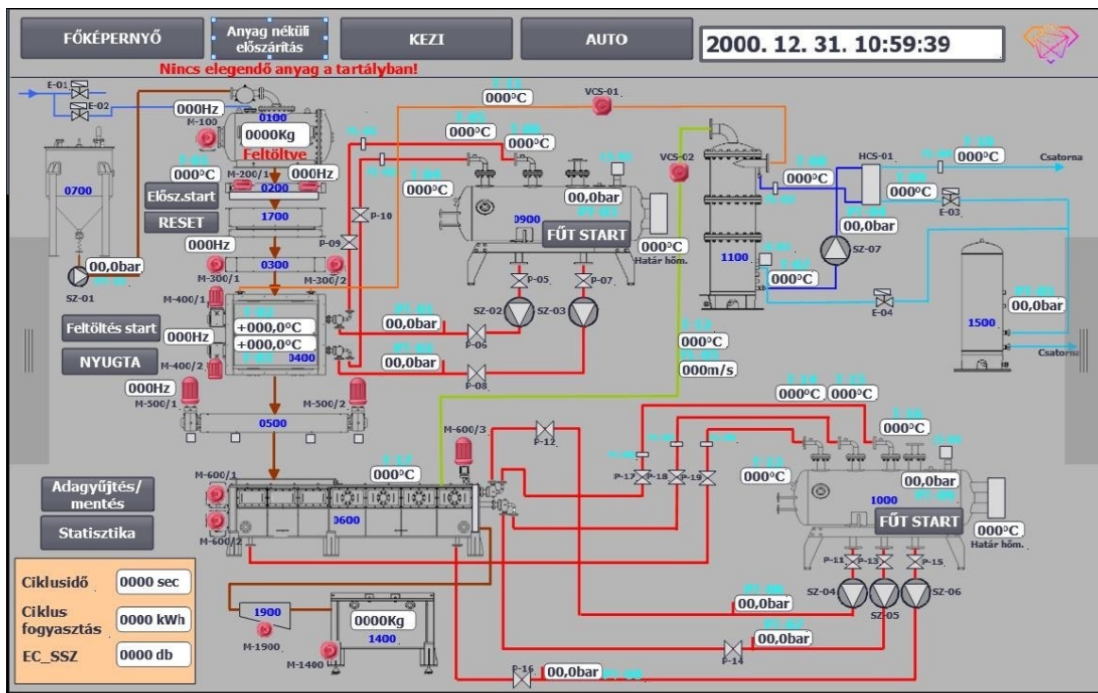 FŐKÉPERNYŐ
Anyag nélküli
előszárítás
KEZI
AUTO
2000. 12. 31. 10:59:39
Nincs elegendő anyag a tartályban!
E-01
E-02
000Hz
M-100
0100
0000Kg
Feltöltve
000°C
VCS-01
000°C
000°C
VCS-02
HCS-01
000°C
Csatorna
0700
000°C
M-200/1
000Hz
0200
Elősz.start
1700
RESET
P-10
P-09
000°C
0900
00,0bar
FŰT START
000°C
Határ hőm.
000°C
000°C
E-03
00,0bar
SZ-07
1100
000°C
E-04
00,0bar
SZ-01
000Hz
0300
M-300/1
M-300/2
M-400/1
P-05
P-07
SZ-02
SZ-03
00,0bar
1500
Csatorna
Feltöltés start
000Hz
+000,0°C
+000,0°C
0400
00,0bar
P-06
NYUGTA
M-400/2
00,0bar
P-08
000°C
000m/s
000Hz
M-500/1
M-500/2
0500
000°C
000°C
M-600/3
P-12
000°C
P-17
P-18
P-19
000°C
00,0bar
1000
FŰT START
000°C
Határ hőm.
Adagyűjtés/
mentés
Statisztika
M-600/1
M-600/2
0600
P-11
P-13
P-15
SZ-04
SZ-05
SZ-06
00,0bar
00,0bar
P-14
P-16
00,0bar
Ciklusidő
0000 sec
Ciklus
fogyasztás
0000 kWh
EC_SSZ
0000 db
1900
M-1900
0000Kg
1400
M-1400